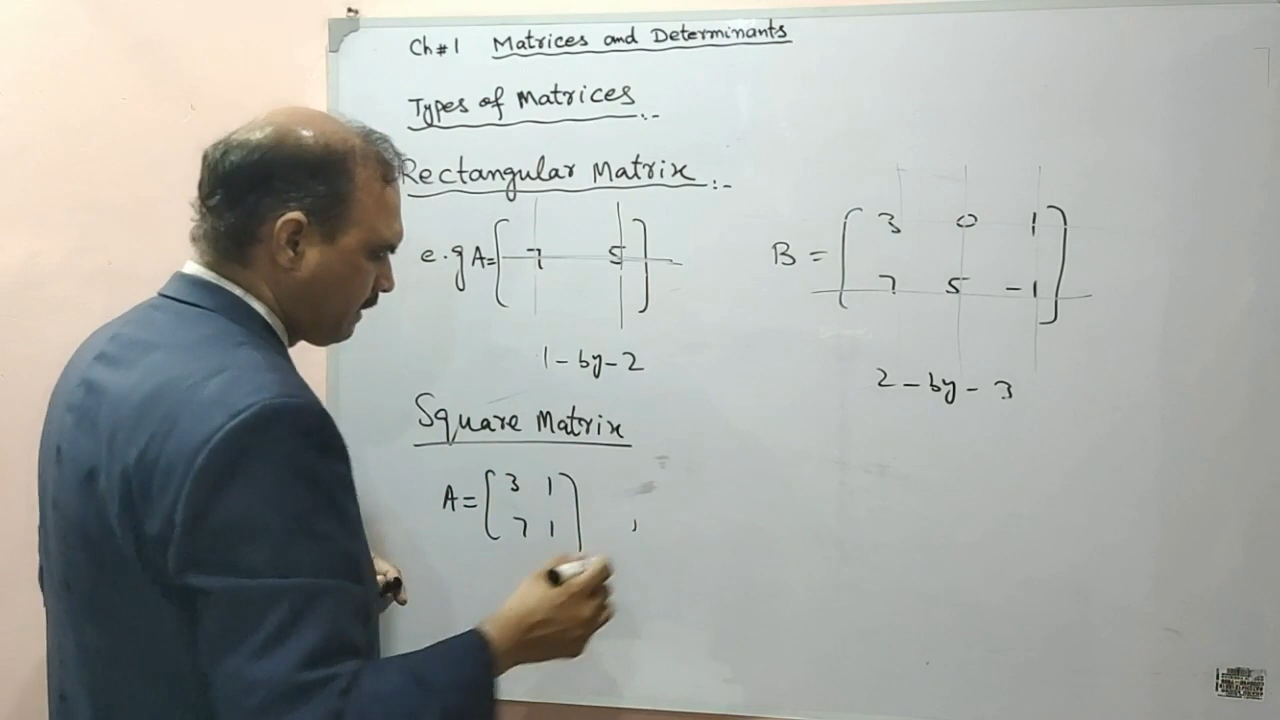 Ch#1 Matrices and Determinants
Types of Matrices :-
Rectangular Matrix :-
e.g A= [ 7 5 ]
B = [ 3 0 1
7 5 -1 ]
1-by-2
2-by-3
Square Matrix
A= [ 3 1
7 1 ] ,